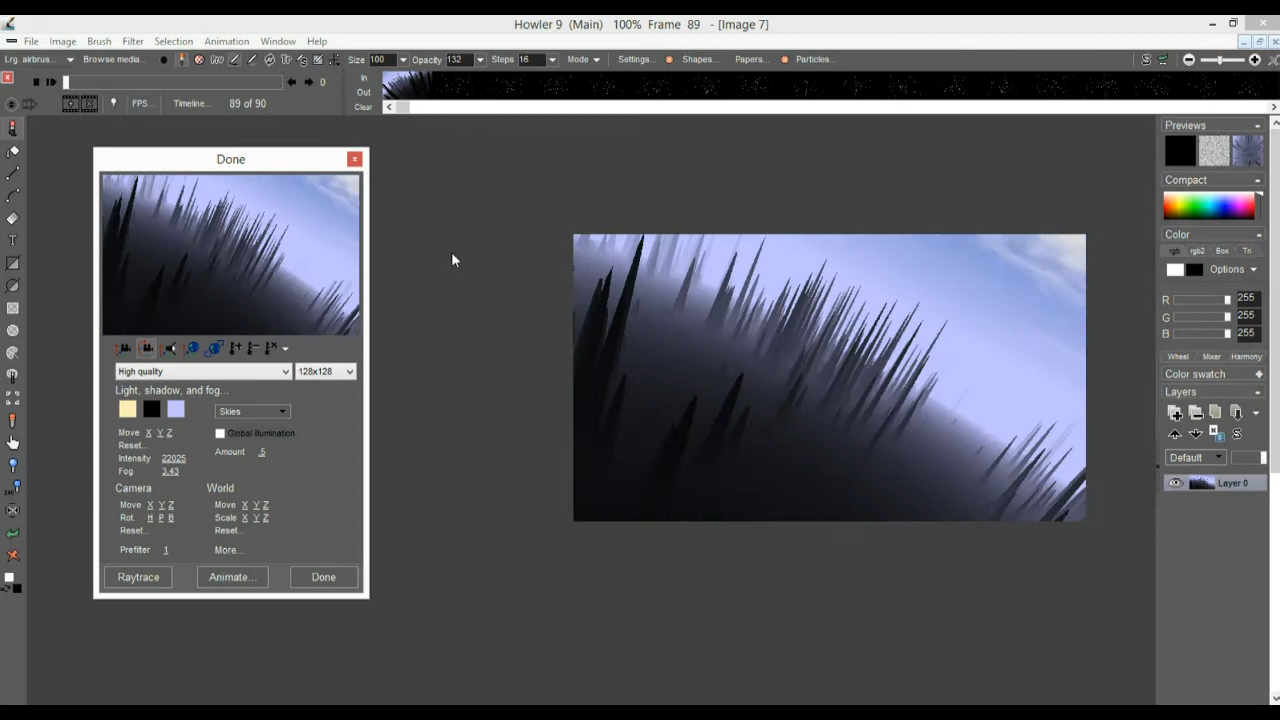 Howler 9 (Main) 100% Frame 89 - [Image 7]
File Image Brush Filter Selection Animation Window Help
Lrg. airbrus... Browse media... Size 100 Opacity 132 Steps 16 Mode Settings... Shapes... Papers... Particles...
0 In
Out
FPS... Timeline... 89 of 90 Clear
Done
High quality 128x128
Light, shadow, and fog...
Skies
Move X Y Z Global illumination
Reset...
Amount .5
Intensity 22025
Fog 3.43
Camera World
Move X Y Z Move X Y Z
Rot. H P B Scale X Y Z
Reset... Reset...
Prefilter 1 More...
Raytrace Animate... Done
Previews
Compact
Color
rgb rgb2 Box Tri
Options
R 255
G 255
B 255
Wheel Mixer Harmony
Color swatch
Layers
Default
Layer 0